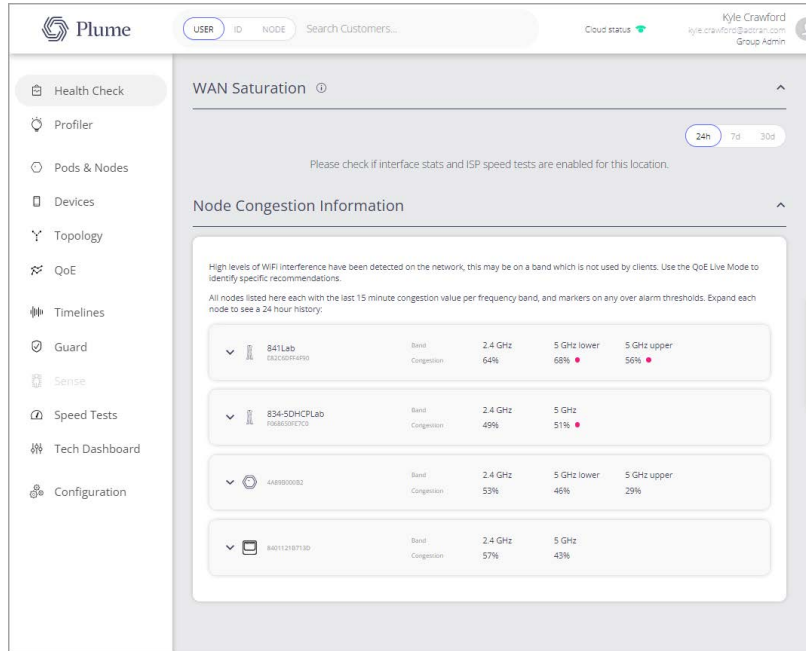 Plume
USER ID NODE Search Customers...
Cloud status
Kyle Crawford
kyle.crawford@adtran.com
Group Admin
Health Check
Profiler
Pods & Nodes
Devices
Topology
QoE
Timelines
Guard
Sense
Speed Tests
Tech Dashboard
Configuration
WAN Saturation
24h 7d 30d
Please check if interface stats and ISP speed tests are enabled for this location.
Node Congestion Information
High levels of WiFi interference have been detected on the network, this may be on a band which is not used by clients. Use the QoE Live Mode to
identify specific recommendations.
All nodes listed here each with the last 15 minute congestion value per frequency band, and markers on any over alarm thresholds. Expand each
node to see a 24 hour history:
841Lab Band 2.4 GHz 5 GHz lower 5 GHz upper
Congestion 64% 68% 56%
834-5DHCPLab Band 2.4 GHz 5 GHz
Congestion 49% 51%
4A89B000B2 Band 2.4 GHz 5 GHz lower 5 GHz upper
Congestion 53% 46% 29%
Band 2.4 GHz 5 GHz
Congestion 57% 43%